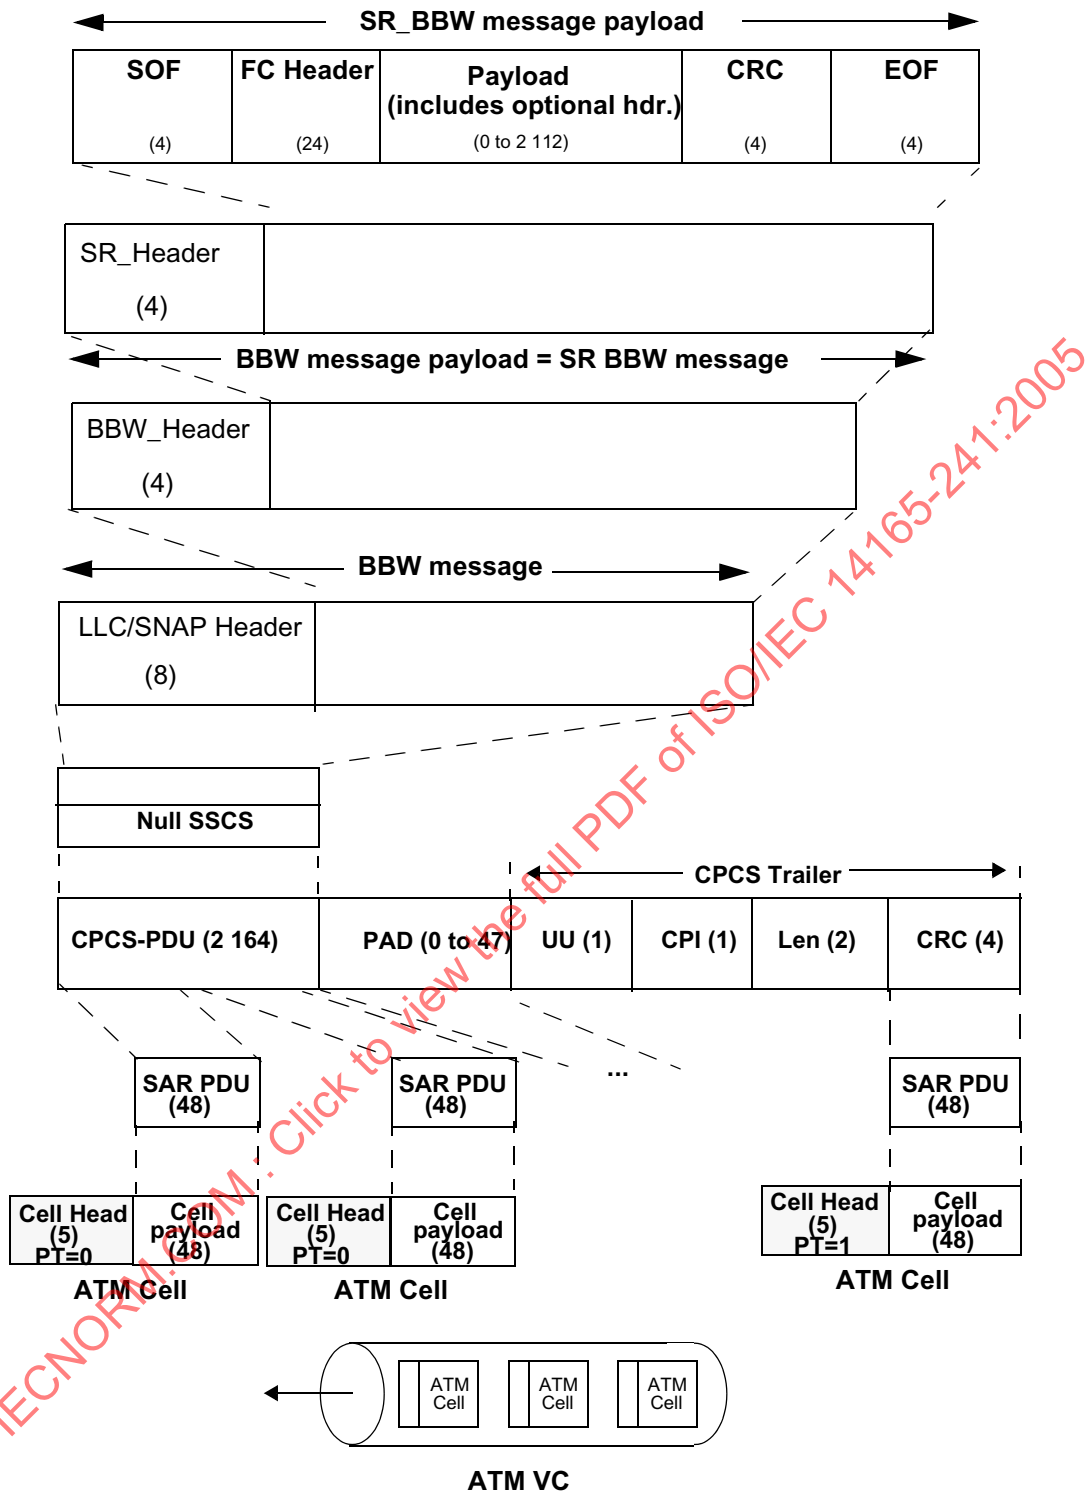 SR_BBW message payload
SOF FC Header Payload CRC EOF
(includes optional hdr.)
(4) (24) (0 to 2 112) (4) (4)
SR_Header
(4)
BBW message payload = SR BBW message
BBW_Header
(4)
BBW message
LLC/SNAP Header
(8)
Null SSCS
CPCS Trailer
CPCS-PDU (2 164) PAD (0 to 47) UU (1) CPI (1) Len (2) CRC (4)
...
SAR PDU SAR PDU SAR PDU
(48) (48) (48)
Cell Head Cell Cell Head Cell Cell Head Cell
(5) payload (5) payload (5) payload
PT=0 (48) PT=0 (48) PT=1 (48)
ATM Cell ATM Cell ATM Cell
ATM ATM ATM
Cell Cell Cell
ATM VC
IECNORM.COM : Click to view the full PDF of ISO/IEC 14165-241:2005